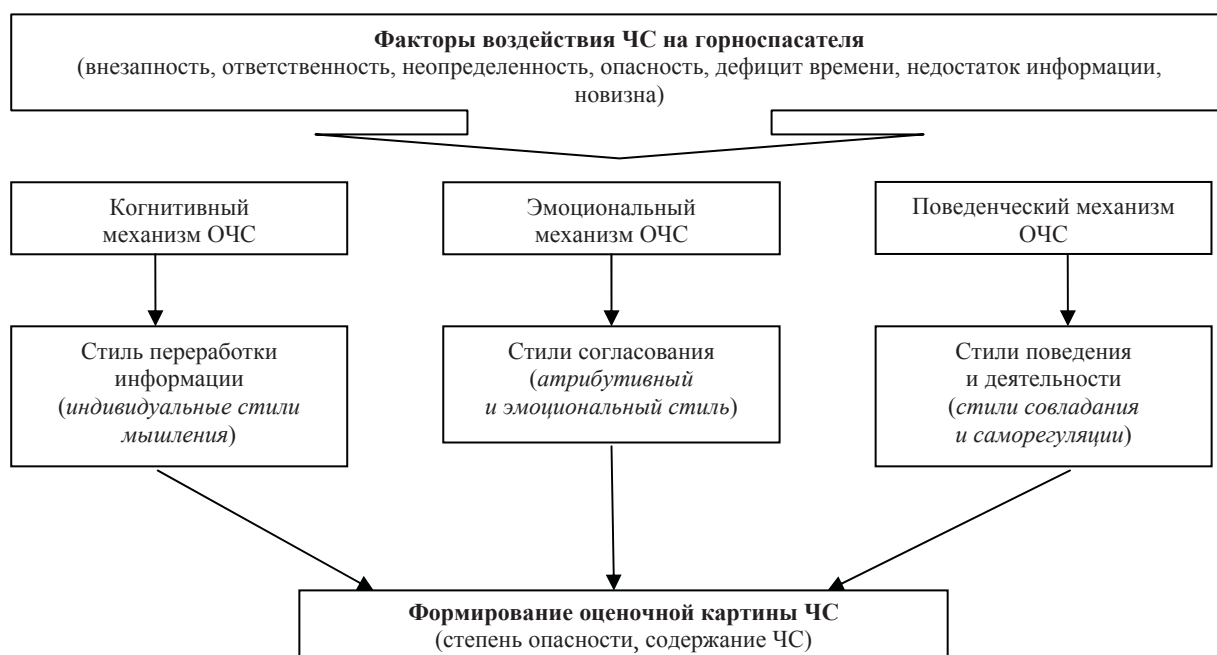 Факторы воздействия ЧС на горноспасателя
(внезапность, ответственность, неопределенность, опасность, дефицит времени, недостаток информации,
новизна)
Когнитивный
механизм ОЧС
Эмоциональный
механизм ОЧС
Поведенческий механизм
ОЧС
Стиль переработки
информации
(индивидуальные стили
мышления)
Стили согласования
(атрибутивный
и эмоциональный стиль)
Стили поведения
и деятельности
(стили совладания
и саморегуляции)
Формирование оценочной картины ЧС
(степень опасности, содержание ЧС)